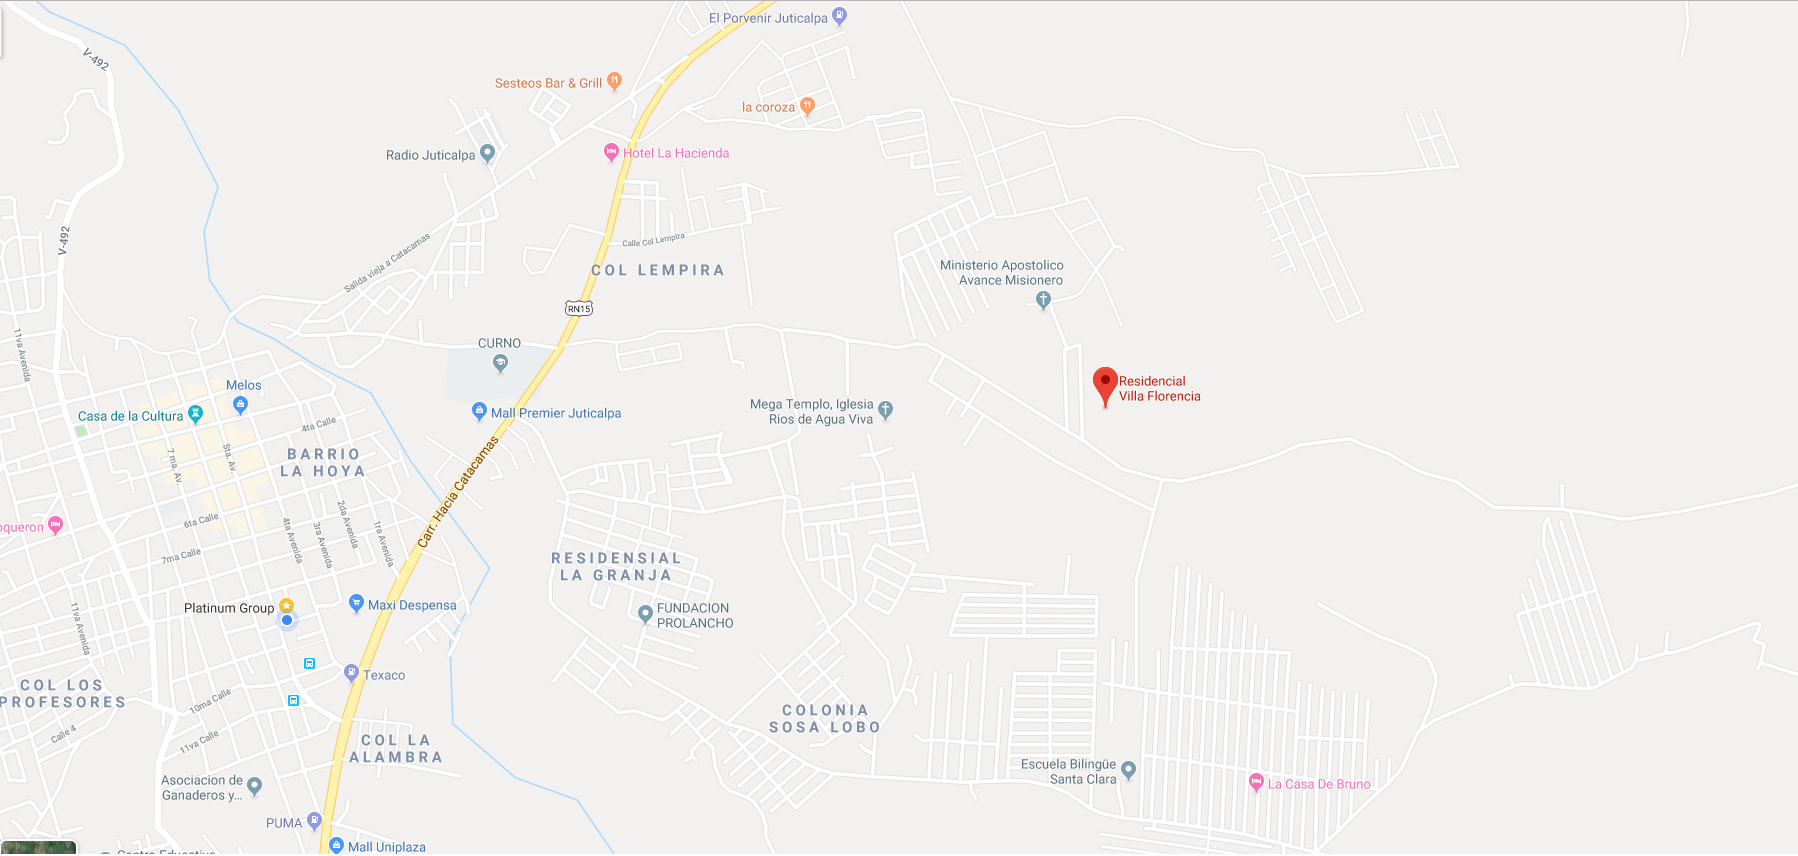 El Porvenir Juticalpa
V-492
Sesteos Bar & Grill
la coroza
Radio Juticalpa
Hotel La Hacienda
V-492
Calle Col Lempira
Salida vieja a Catacamas
COL LEMPIRA
Ministerio Apostolico
Avance Misionero
RN15
11va Avenida
CURNO
Residencial
Villa Florencia
Melos
Casa de la Cultura
Mall Premier Juticalpa
Mega Templo, Iglesia
Rios de Agua Viva
4ta Calle
BARRIO
LA HOYA
7 ma. Av.
5ta. Av.
Carr. Hacia Catacamas
oqueron
6ta Calle
4ta Avenida
3ra Avenida
2da Avenida
1ra Avenida
7ma Calle
RESIDENSIAL
LA GRANJA
Platinum Group
Maxi Despensa
FUNDACION
PROLANCHO
11va Avenida
Texaco
COL LOS
PROFESORES
10ma Calle
Calle 4
11va Calle
COLONIA
SOSA LOBO
COL LA
ALAMBRA
Asociacion de
Ganaderos y...
Escuela Bilingüe
Santa Clara
La Casa De Bruno
PUMA
Mall Uniplaza
Centro Educativo